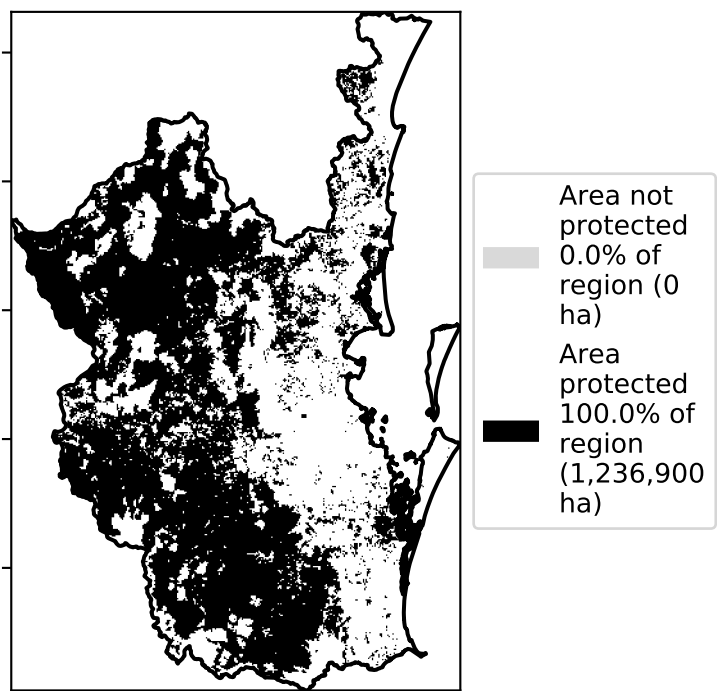 Area not
protected
0.0% of
region (0
ha)
Area
protected
100.0% of
region
(1,236,900
ha)